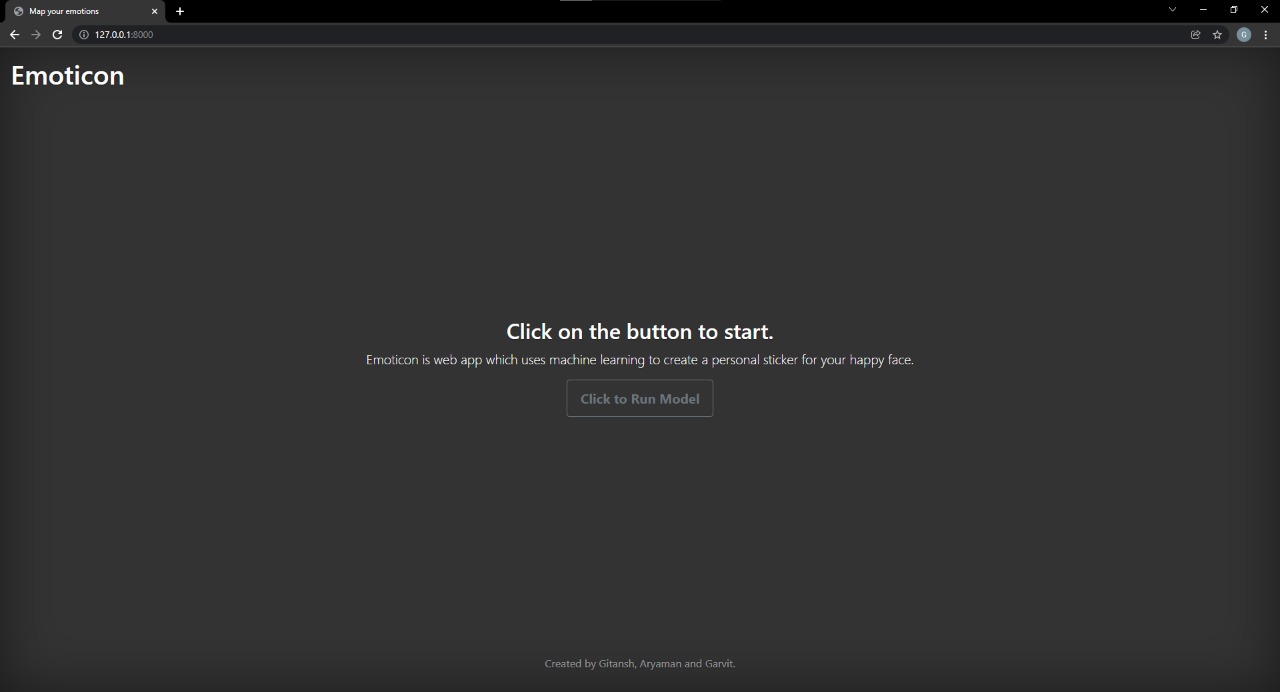 Map your emotions
127.0.0.1:8000
G
Emoticon
Click on the button to start.
Emoticon is web app which uses machine learning to create a personal sticker for your happy face.
Click to Run Model
Created by Gitansh, Aryaman and Garvit.